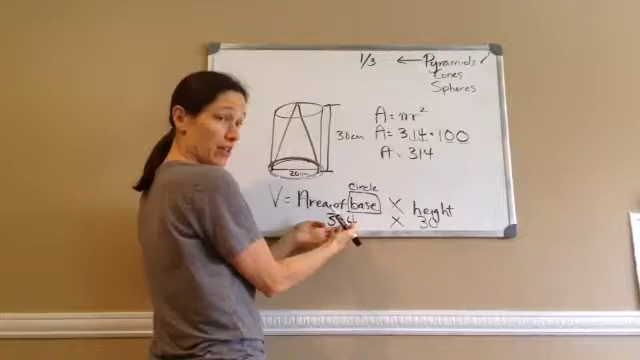 1/3 ← Pyramids
Cones
Spheres
30cm
20cm
A = πr²
A = 3.14 · 100
A = 314
Circle
V = Area of base X height
314 X 30